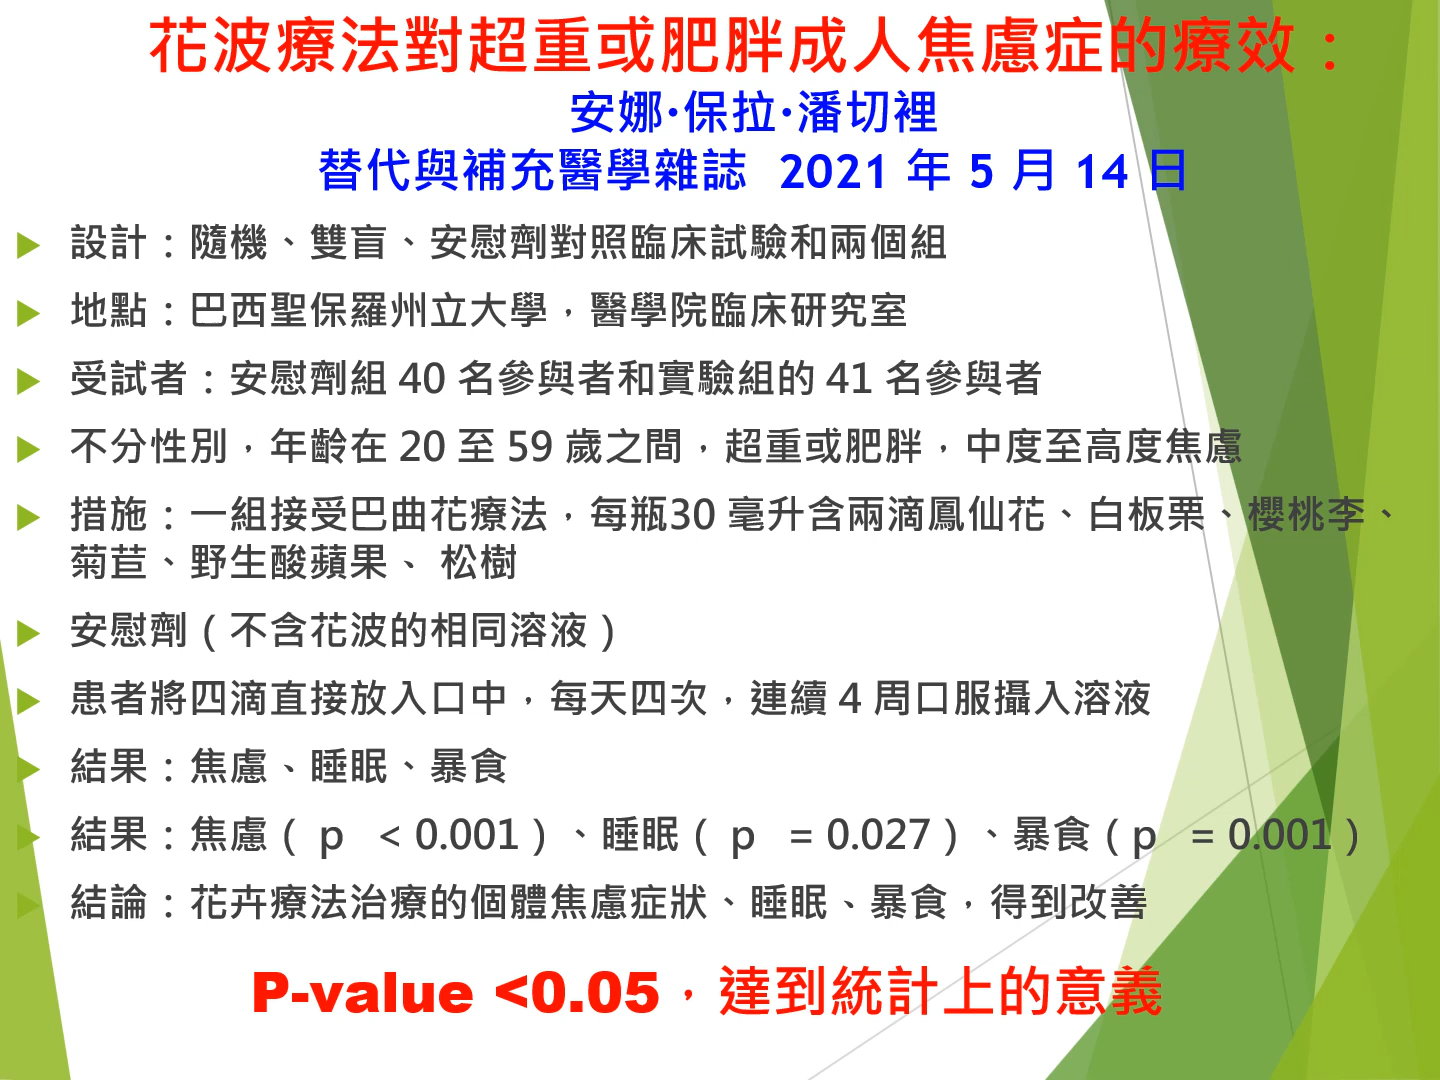 花波療法對超重或肥胖成人焦慮症的療效：
安娜·保拉·潘切裡
替代與補充醫學雜誌 2021 年 5 月 14 日
設計：隨機、雙盲、安慰劑對照臨床試驗和兩個組
地點：巴西聖保羅州立大學，醫學院臨床研究室
受試者：安慰劑組 40 名參與者和實驗組的 41 名參與者
不分性別，年齡在 20 至 59 歲之間，超重或肥胖，中度至高度焦慮
措施：一組接受巴曲花療法，每瓶30 毫升含兩滴鳳仙花、白板栗、櫻桃李、
菊苣、野生酸蘋果、 松樹
安慰劑（不含花波的相同溶液）
患者將四滴直接放入口中，每天四次，連續 4 周口服攝入溶液
結果：焦慮、睡眠、暴食
結果：焦慮（ p < 0.001）、睡眠（ p = 0.027）、暴食（p = 0.001）
結論：花卉療法治療的個體焦慮症狀、睡眠、暴食，得到改善
P-value <0.05，達到統計上的意義